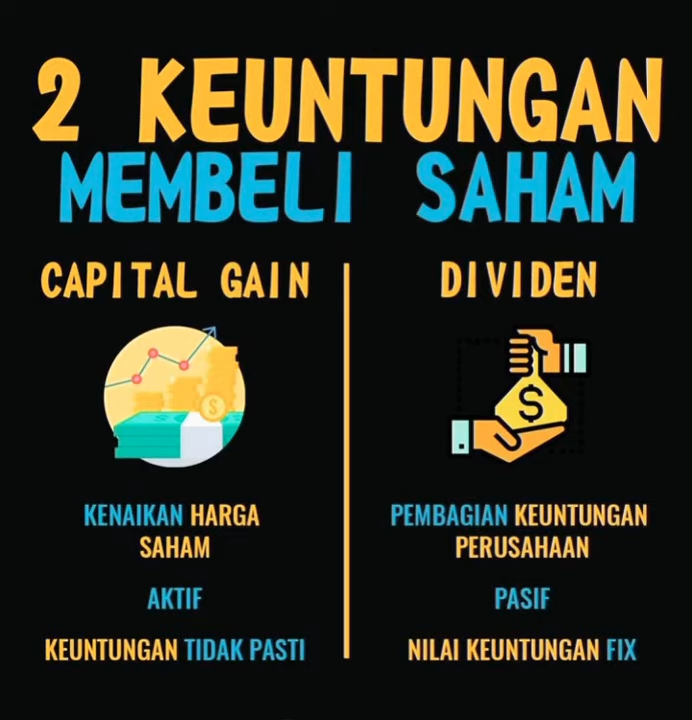 2 KEUNTUNGAN
MEMBELI SAHAM
CAPITAL GAIN
KENAIKAN HARGA
SAHAM
AKTIF
KEUNTUNGAN TIDAK PASTI
DIVIDEN
$
PEMBAGIAN KEUNTUNGAN
PERUSAHAAN
PASIF
NILAI KEUNTUNGAN FIX